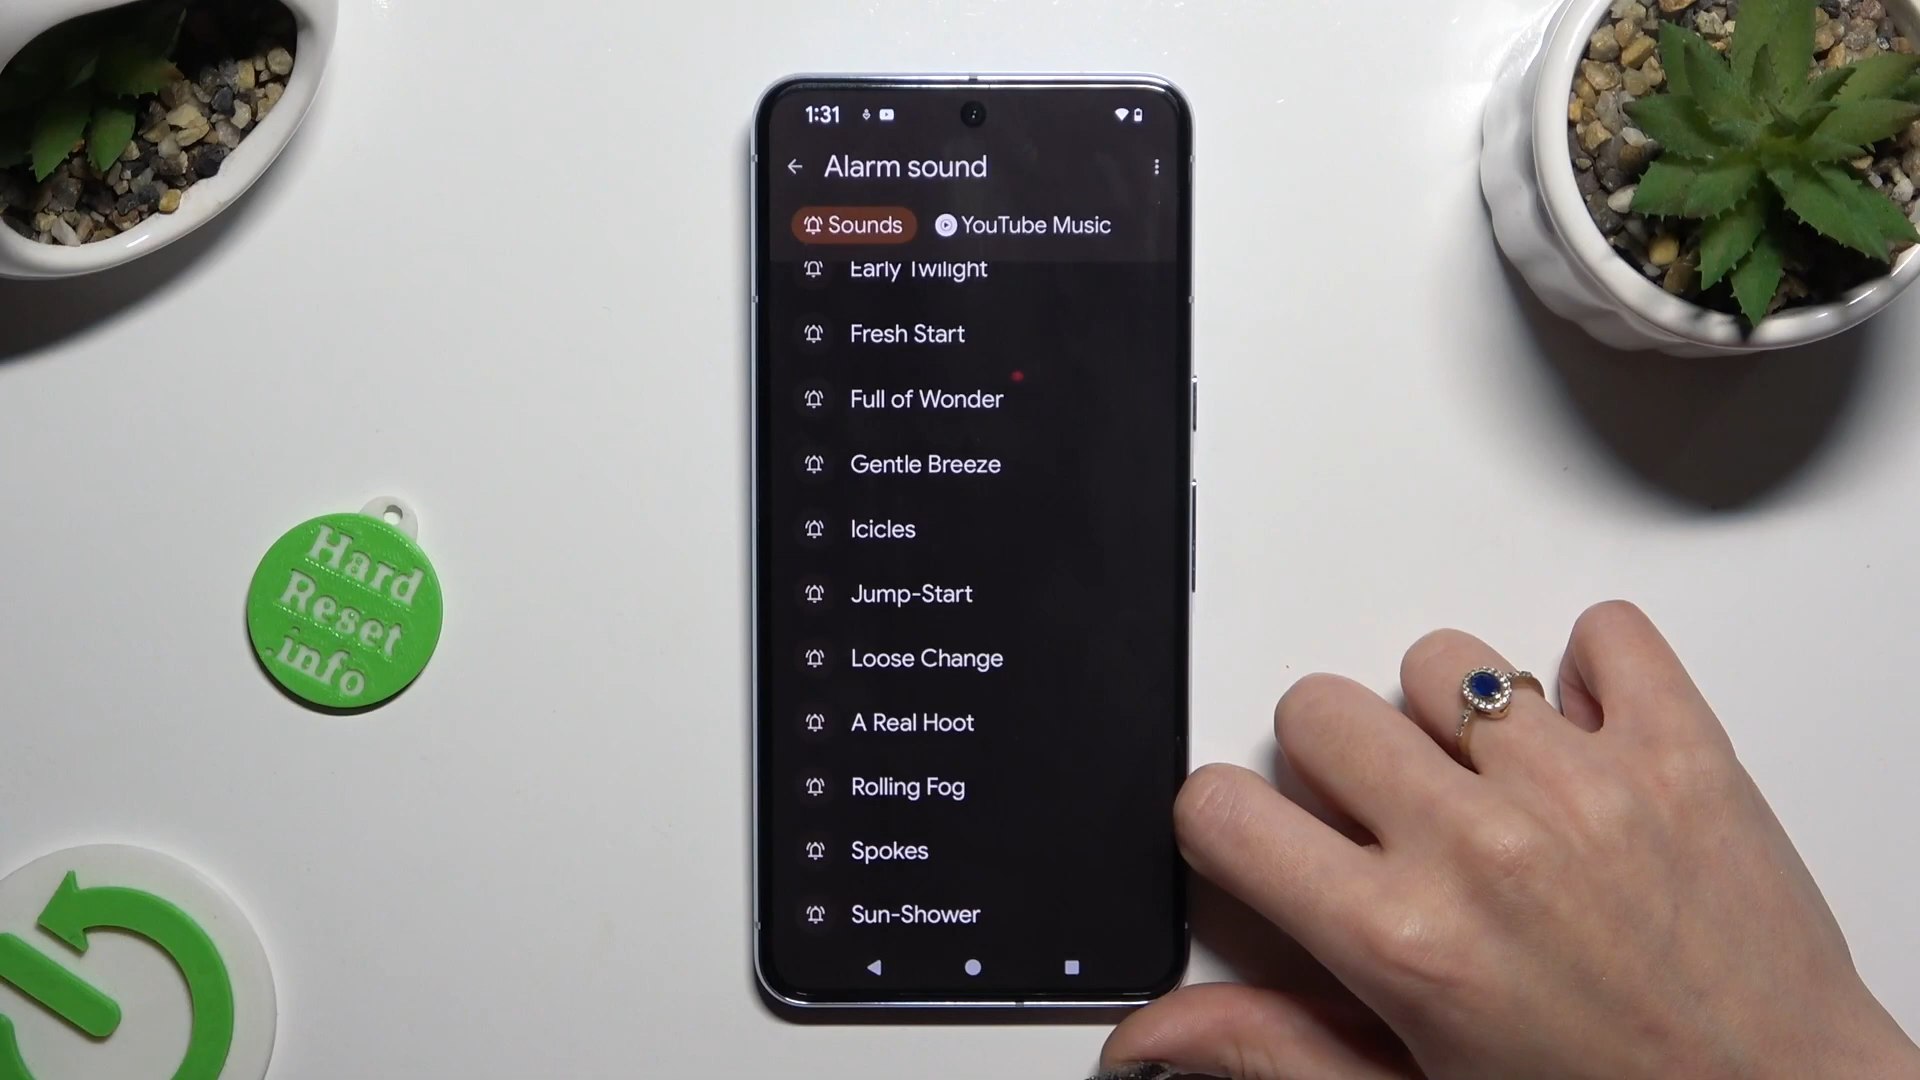 1:31
Alarm sound
Sounds
YouTube Music
Early Twilight
Fresh Start
Full of Wonder
Gentle Breeze
Icicles
Jump-Start
Loose Change
A Real Hoot
Rolling Fog
Spokes
Sun-Shower
Hard
Reset
.info